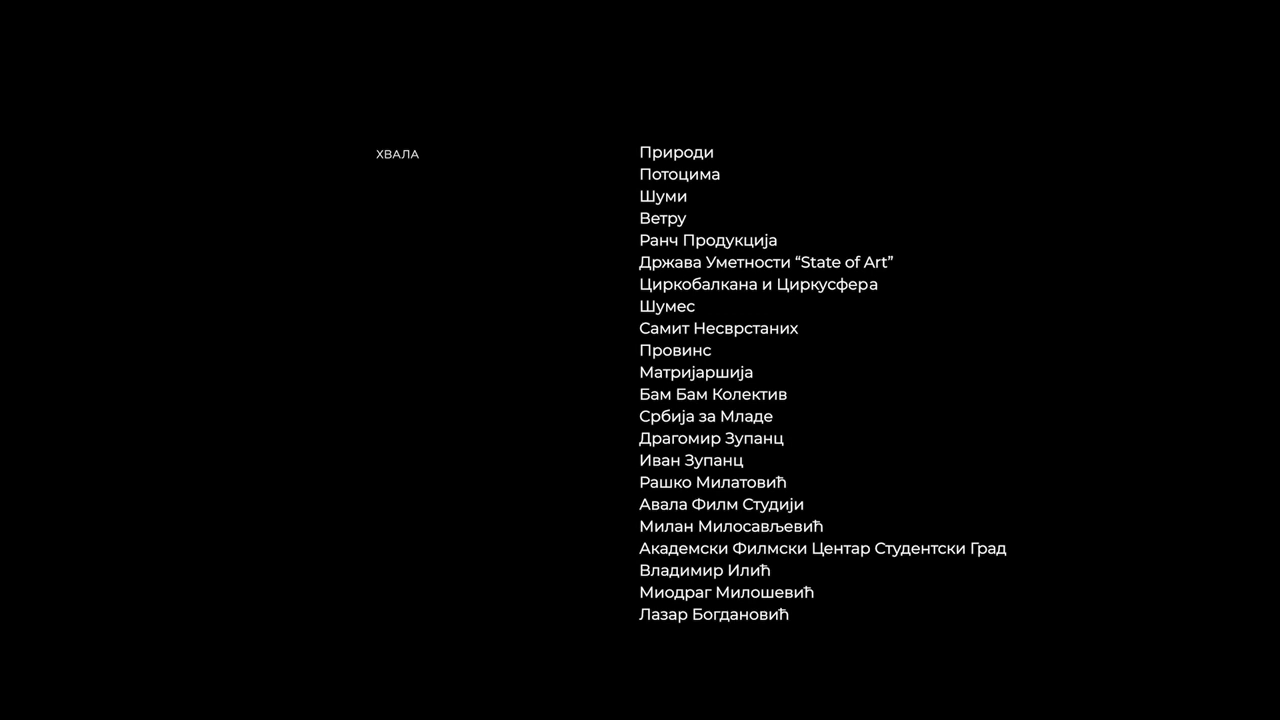 ХВАЛА
Природи
Потоцима
Шуми
Ветру
Ранч Продукција
Држава Уметности “State of Art”
Циркобалкана и Циркусфера
Шумес
Самит Несврстаних
Провинс
Матријаршија
Бам Бам Колектив
Србија за Младе
Драгомир Зупанц
Иван Зупанц
Рашко Милатовић
Авала Филм Студији
Милан Милосављевић
Академски Филмски Центар Студентски Град
Владимир Илић
Миодраг Милошевић
Лазар Богдановић